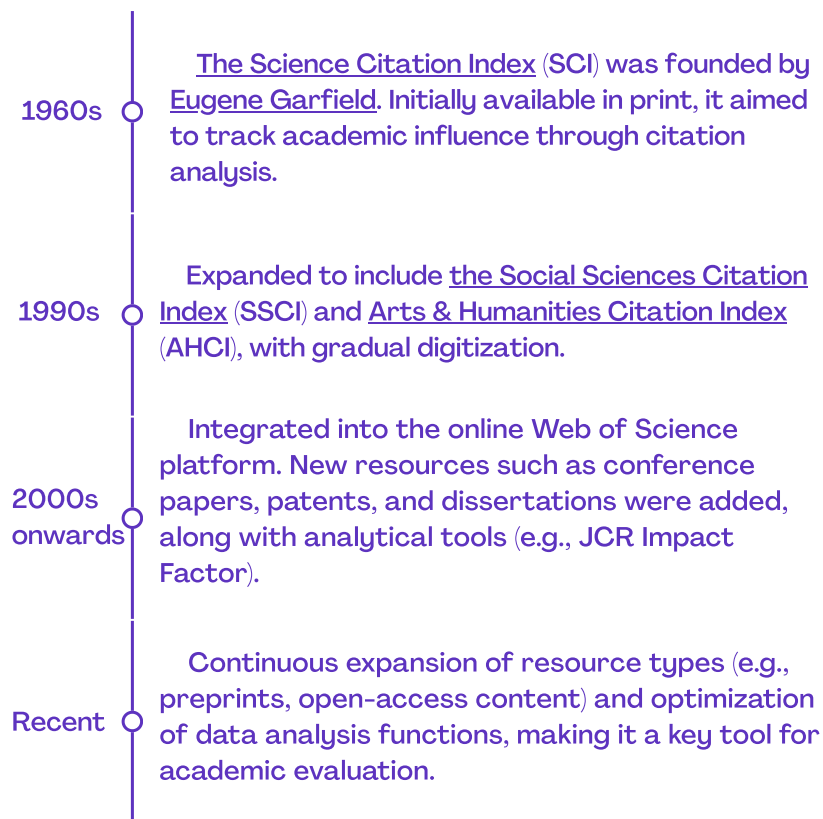 1960s
The Science Citation Index (SCI) was founded by
Eugene Garfield. Initially available in print, it aimed
to track academic influence through citation
analysis.
1990s
Expanded to include the Social Sciences Citation
Index (SSCI) and Arts & Humanities Citation Index
(AHCI), with gradual digitization.
2000s
onwards
Integrated into the online Web of Science
platform. New resources such as conference
papers, patents, and dissertations were added,
along with analytical tools (e.g., JCR Impact
Factor).
Recent
Continuous expansion of resource types (e.g.,
preprints, open-access content) and optimization
of data analysis functions, making it a key tool for
academic evaluation.